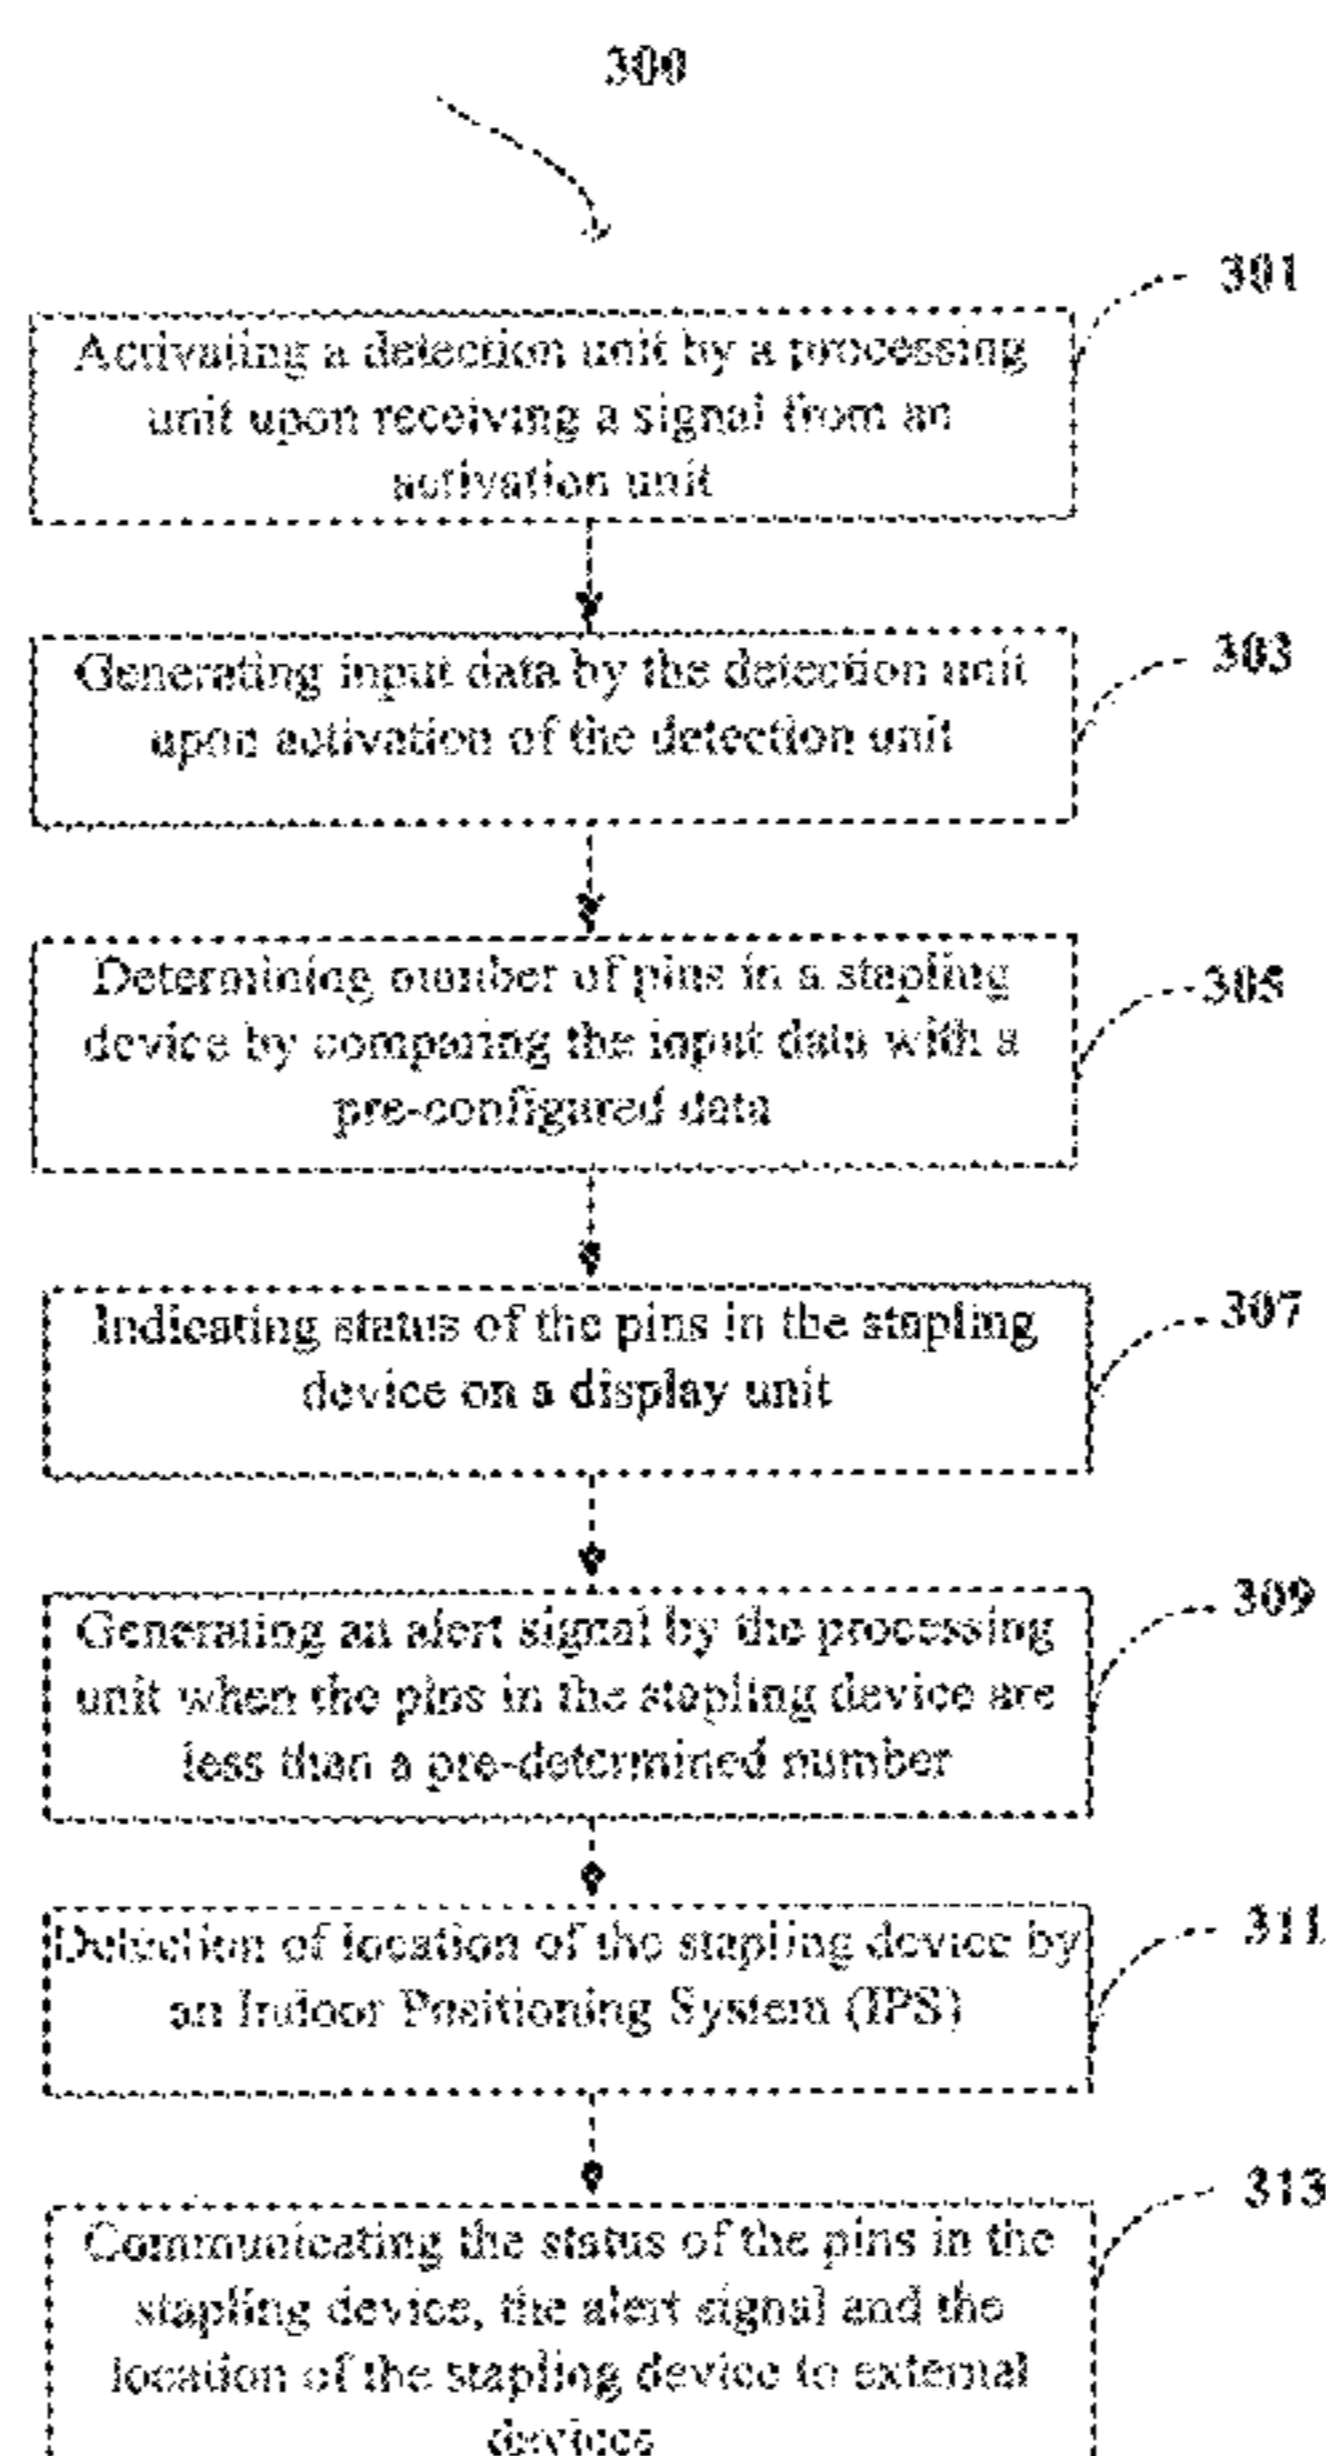 300
301
Activating a detection unit by a processing
unit upon receiving a signal from an
activation unit
303
Generating input data by the detection unit
upon activation of the detection unit
305
Determining number of pins in a stapling
device by comparing the input data with a
pre-configured data
307
Indicating status of the pins in the stapling
device on a display unit
309
Generating an alert signal by the processing
unit when the pins in the stapling device are
less than a pre-determined number
311
Detection of location of the stapling device by
an Indoor Positioning System (IPS)
313
Communicating the status of the pins in the
stapling device, the alert signal and the
location of the stapling device to external
devices